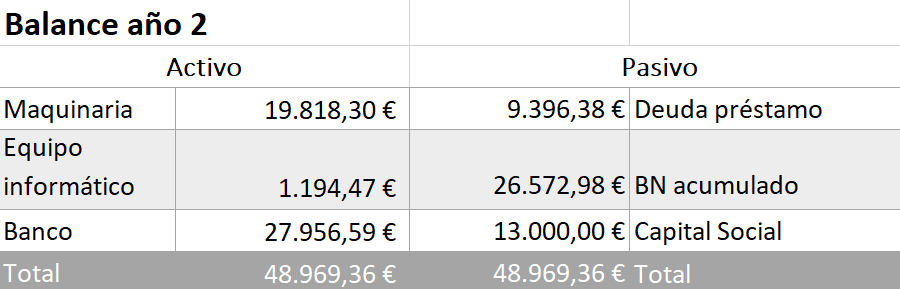 Balance año 2
Activo Pasivo
Maquinaria 19.818,30 € 9.396,38 € Deuda préstamo
Equipo
informático 1.194,47 € 26.572,98 € BN acumulado
Banco 27.956,59 € 13.000,00 € Capital Social
Total 48.969,36 € 48.969,36 € Total